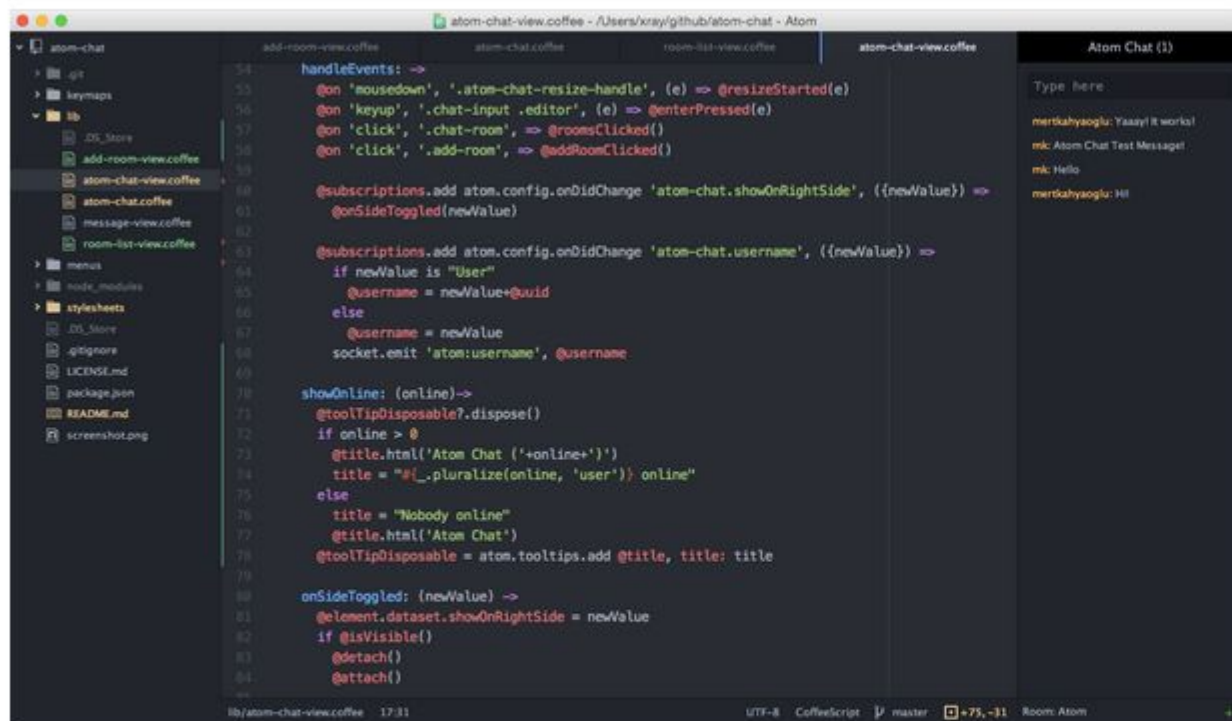 atom-chat-view.coffee - /Users/xray/github/atom-chat - Atom
atom-chat
.git
keymaps
lib
.DS_Store
add-room-view.coffee
atom-chat-view.coffee
atom-chat.coffee
message-view.coffee
room-list-view.coffee
menus
node_modules
stylesheets
.DS_Store
.gitignore
LICENSE.md
package.json
README.md
screenshot.png
add-room-view.coffee atom-chat.coffee room-list-view.coffee atom-chat-view.coffee
54 handleEvents: ->
55 @on 'mousedown', '.atom-chat-resize-handle', (e) => @resizeStarted(e)
56 @on 'keyup', '.chat-input .editor', (e) => @enterPressed(e)
57 @on 'click', '.chat-room', => @roomsClicked()
58 @on 'click', '.add-room', => @addRoomClicked()
59
60 @subscriptions.add atom.config.onDidChange 'atom-chat.showOnRightSide', ({newValue}) =>
61 @onSideToggled(newValue)
62
63 @subscriptions.add atom.config.onDidChange 'atom-chat.username', ({newValue}) =>
64 if newValue is "User"
65 @username = newValue+@uuid
66 else
67 @username = newValue
68 socket.emit 'atom:username', @username
69
70 showOnline: (online)->
71 @toolTipDisposable?.dispose()
72 if online > 0
73 @title.html('Atom Chat ('+online+')')
74 title = "#{_.pluralize(online, 'user')} online"
75 else
76 title = "Nobody online"
77 @title.html('Atom Chat')
78 @toolTipDisposable = atom.tooltips.add @title, title: title
79
80 onSideToggled: (newValue) ->
81 @element.dataset.showOnRightSide = newValue
82 if @isVisible()
83 @detach()
84 @attach()
Atom Chat (1)
Type here
mertkahyaoglu: Yaaay! It works!
mk: Atom Chat Test Message!
mk: Hello
mertkahyaoglu: Hi!
lib/atom-chat-view.coffee 17:31 UTF-8 CoffeeScript master +75, -31 Room: Atom